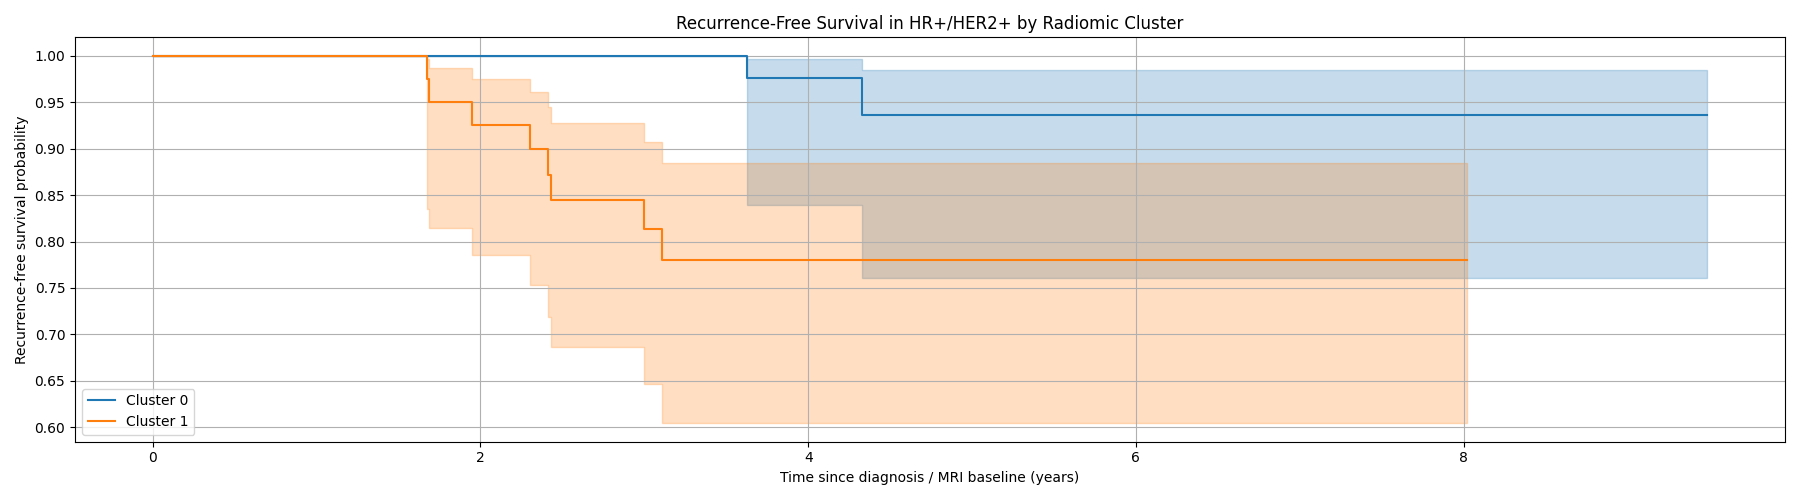 Recurrence-Free Survival in HR+/HER2+ by Radiomic Cluster
Recurrence-free survival probability
1.00
0.95
0.90
0.85
0.80
0.75
0.70
0.65
0.60
Cluster 0
Cluster 1
0 2 4 6 8
Time since diagnosis / MRI baseline (years)